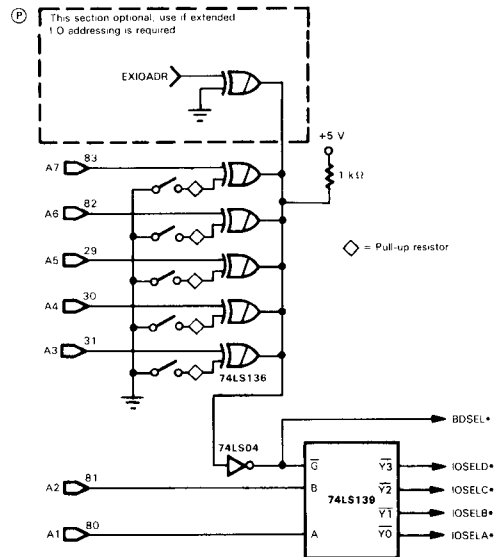 P
This section optional, use if extended
I O addressing is required
EXIOADR
+5 V
1 kΩ
A7 83
A6 82
A5 29
A4 30
A3 31
◇ = Pull-up resistor
74LS136
74LS04
BDSEL*
G
B
A
74LS139
Y3
Y2
Y1
Y0
IOSELD*
IOSELC*
IOSELB*
IOSELA*
A2 81
A1 80